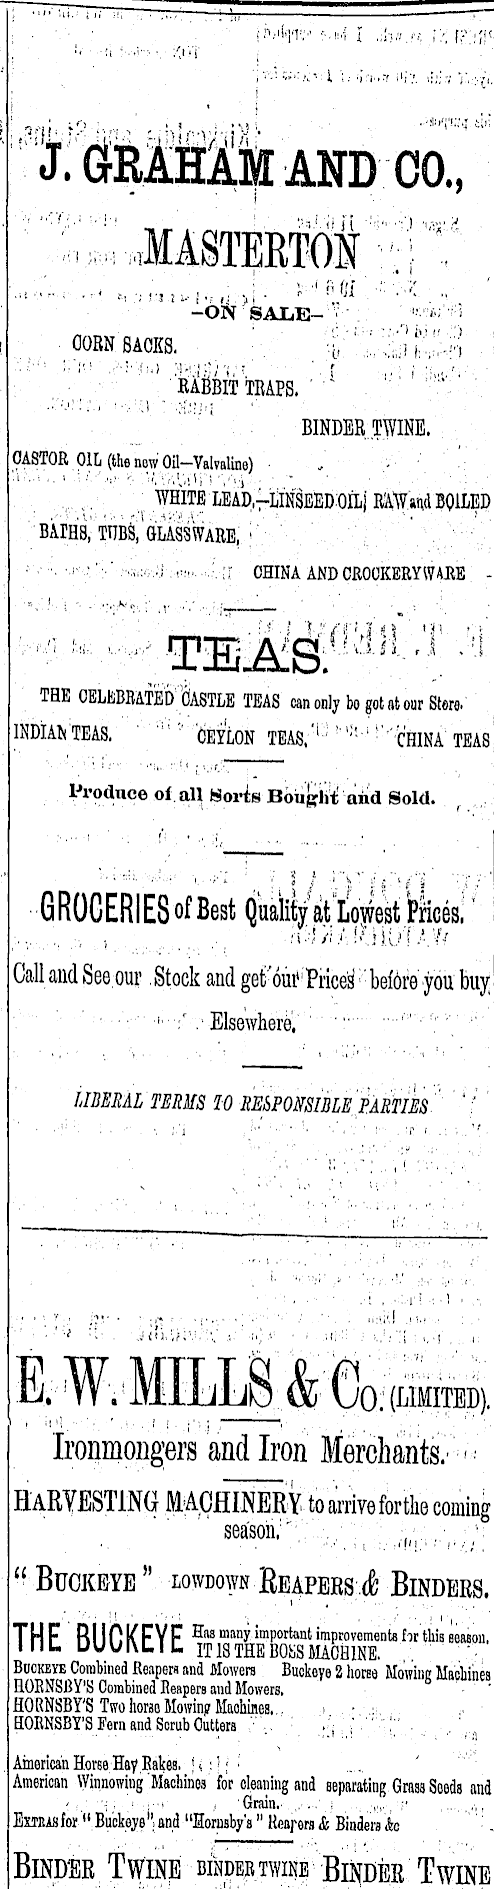 J. GRAHAM AND CO.,
MASTERTON
–ON SALE–
CORN SACKS.
RABBIT TRAPS.
BINDER TWINE.
CASTOR OIL (the new Oil—Valvaline)
WHITE LEAD,—LINSEED OIL, RAW and BOILED
BATHS, TUBS, GLASSWARE,
CHINA AND CROCKERYWARE
TEAS.
THE CELEBRATED CASTLE TEAS can only be got at our Store.
INDIAN TEAS. CEYLON TEAS, CHINA TEAS
Produce of all Sorts Bought and Sold.
GROCERIES of Best Quality at Lowest Prices.
Call and See our Stock and get our Prices before you buy
Elsewhere.
LIBERAL TERMS TO RESPONSIBLE PARTIES
E. W. MILLS & Co. (LIMITED).
Ironmongers and Iron Merchants.
HARVESTING MACHINERY to arrive for the coming
season.
"BUCKEYE" LOWDOWN REAPERS & BINDERS.
THE BUCKEYE Has many important improvements for this season.
IT IS THE BOSS MACHINE.
BUCKEYE Combined Reapers and Mowers Buckeye 2 horse Mowing Machines
HORNSBY'S Combined Reapers and Mowers.
HORNSBY'S Two horse Mowing Machines.
HORNSBY'S Fern and Scrub Cutters
American Horse Hay Rakes.
American Winnowing Machines for cleaning and separating Grass Seeds and
Grain.
EXTRAS for "Buckeye" and "Hornsby's" Reapers & Binders &c
BINDER TWINE BINDER TWINE BINDER TWINE